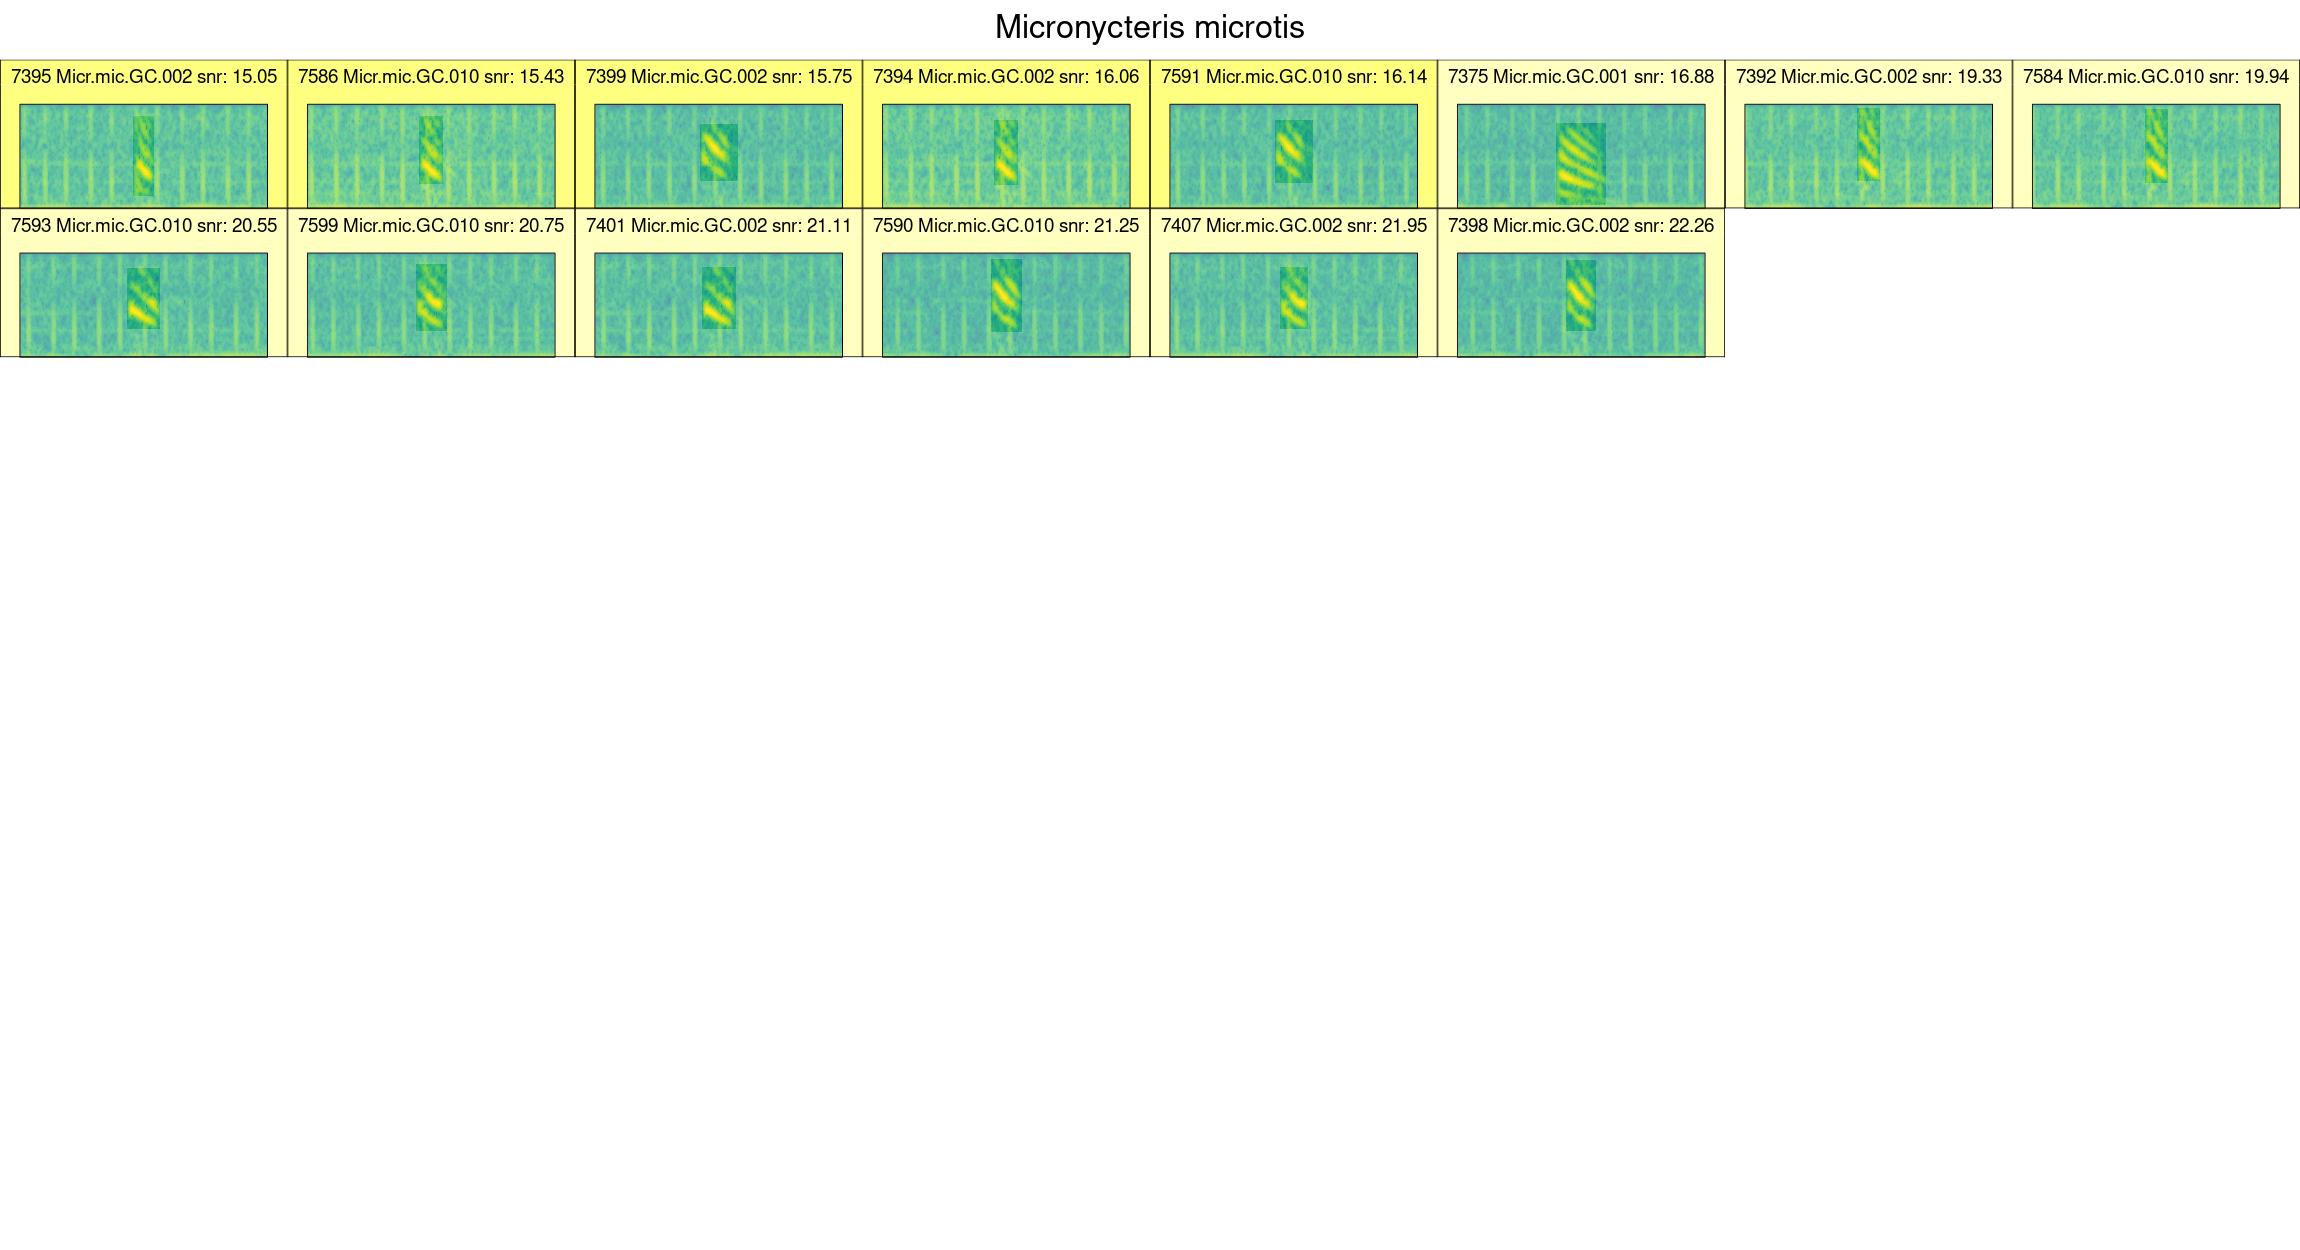 Micronycteris microtis
7395 Micr.mic.GC.002 snr: 15.05
7586 Micr.mic.GC.010 snr: 15.43
7399 Micr.mic.GC.002 snr: 15.75
7394 Micr.mic.GC.002 snr: 16.06
7591 Micr.mic.GC.010 snr: 16.14
7375 Micr.mic.GC.001 snr: 16.88
7392 Micr.mic.GC.002 snr: 19.33
7584 Micr.mic.GC.010 snr: 19.94
7593 Micr.mic.GC.010 snr: 20.55
7599 Micr.mic.GC.010 snr: 20.75
7401 Micr.mic.GC.002 snr: 21.11
7590 Micr.mic.GC.010 snr: 21.25
7407 Micr.mic.GC.002 snr: 21.95
7398 Micr.mic.GC.002 snr: 22.26